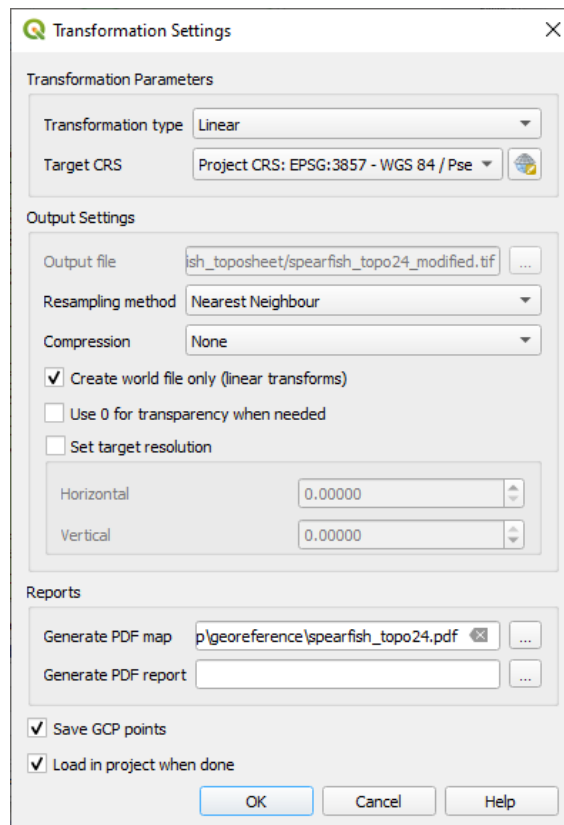 Transformation Settings
Transformation Parameters
Transformation type Linear
Target CRS Project CRS: EPSG:3857 - WGS 84 / Pse
Output Settings
Output file ish_toposheet/spearfish_topo24_modified.tif ...
Resampling method Nearest Neighbour
Compression None
Create world file only (linear transforms)
Use 0 for transparency when needed
Set target resolution
Horizontal 0.00000
Vertical 0.00000
Reports
Generate PDF map p\georeference\spearfish_topo24.pdf ...
Generate PDF report ...
Save GCP points
Load in project when done
OK Cancel Help